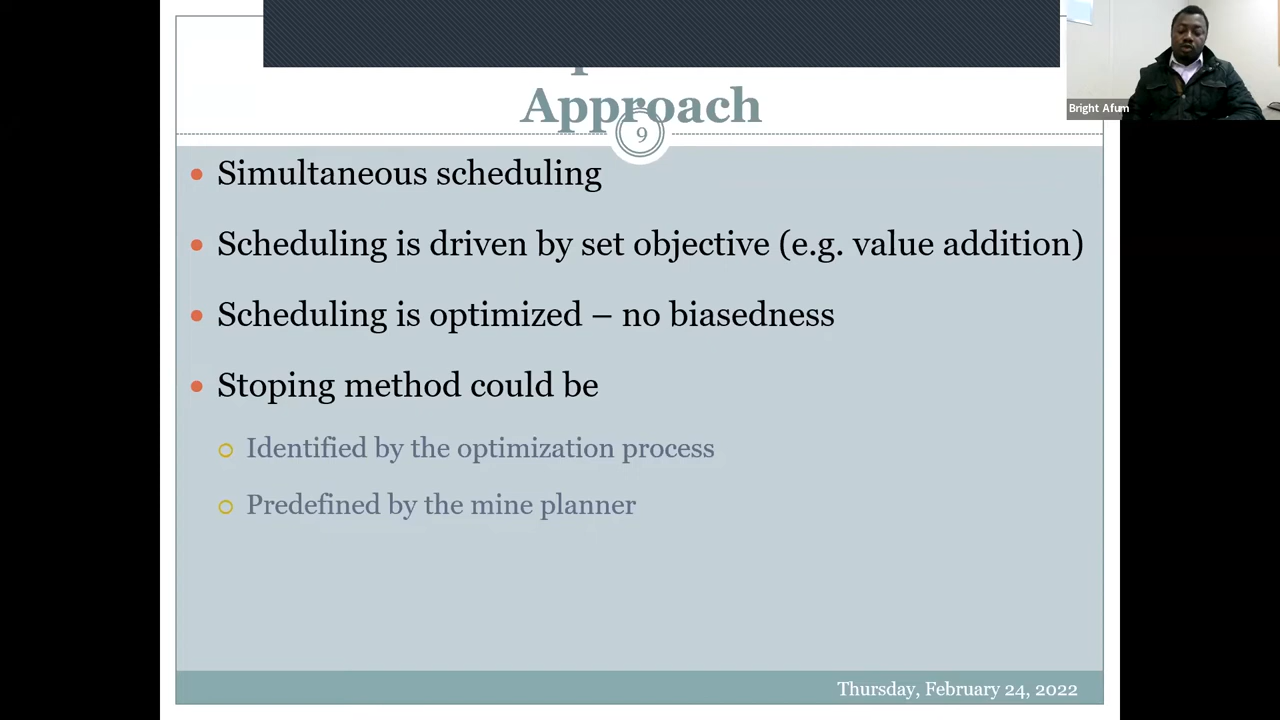 Approach
9
Simultaneous scheduling
Scheduling is driven by set objective (e.g. value addition)
Scheduling is optimized – no biasedness
Stoping method could be
Identified by the optimization process
Predefined by the mine planner
Thursday, February 24, 2022
Bright Afum